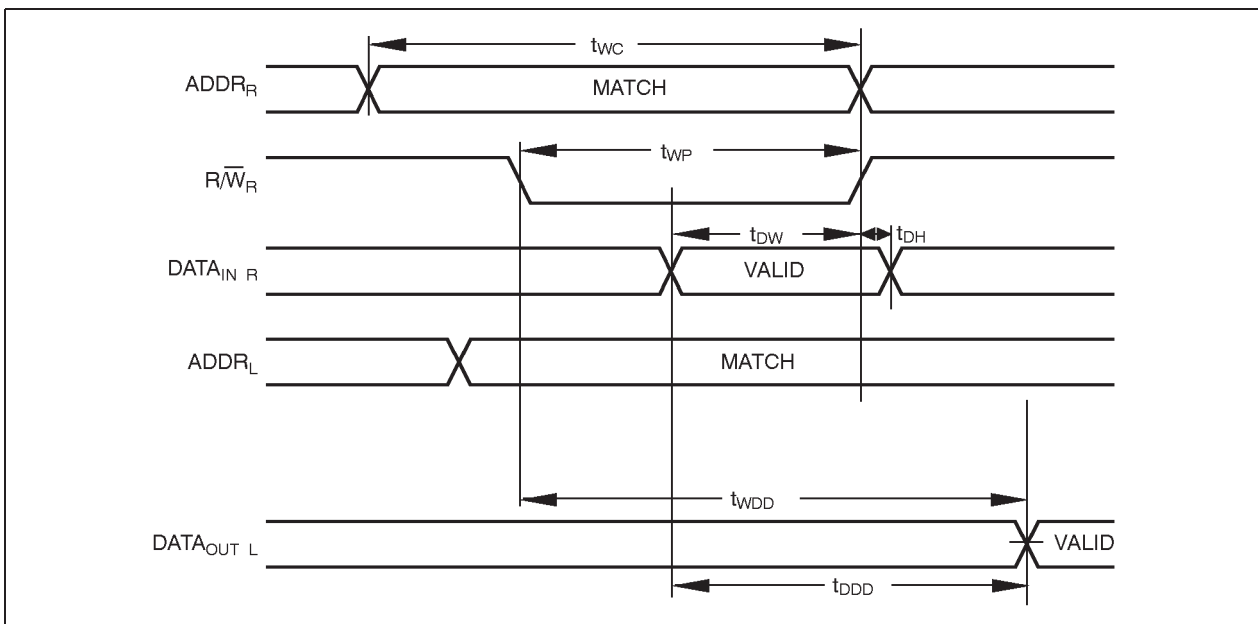 tWC
ADDRR MATCH
tWP
R/W̅R
tDW tDH
DATAIN R VALID
ADDRL MATCH
tWDD
DATAOUT L VALID
tDDD